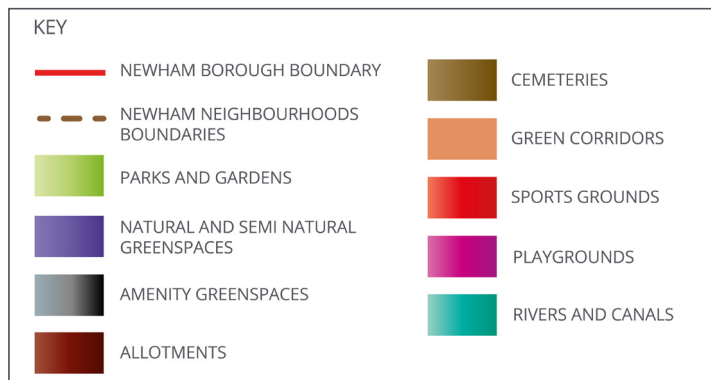 KEY
NEWHAM BOROUGH BOUNDARY
NEWHAM NEIGHBOURHOODS
BOUNDARIES
PARKS AND GARDENS
NATURAL AND SEMI NATURAL
GREENSPACES
AMENITY GREENSPACES
ALLOTMENTS
CEMETERIES
GREEN CORRIDORS
SPORTS GROUNDS
PLAYGROUNDS
RIVERS AND CANALS